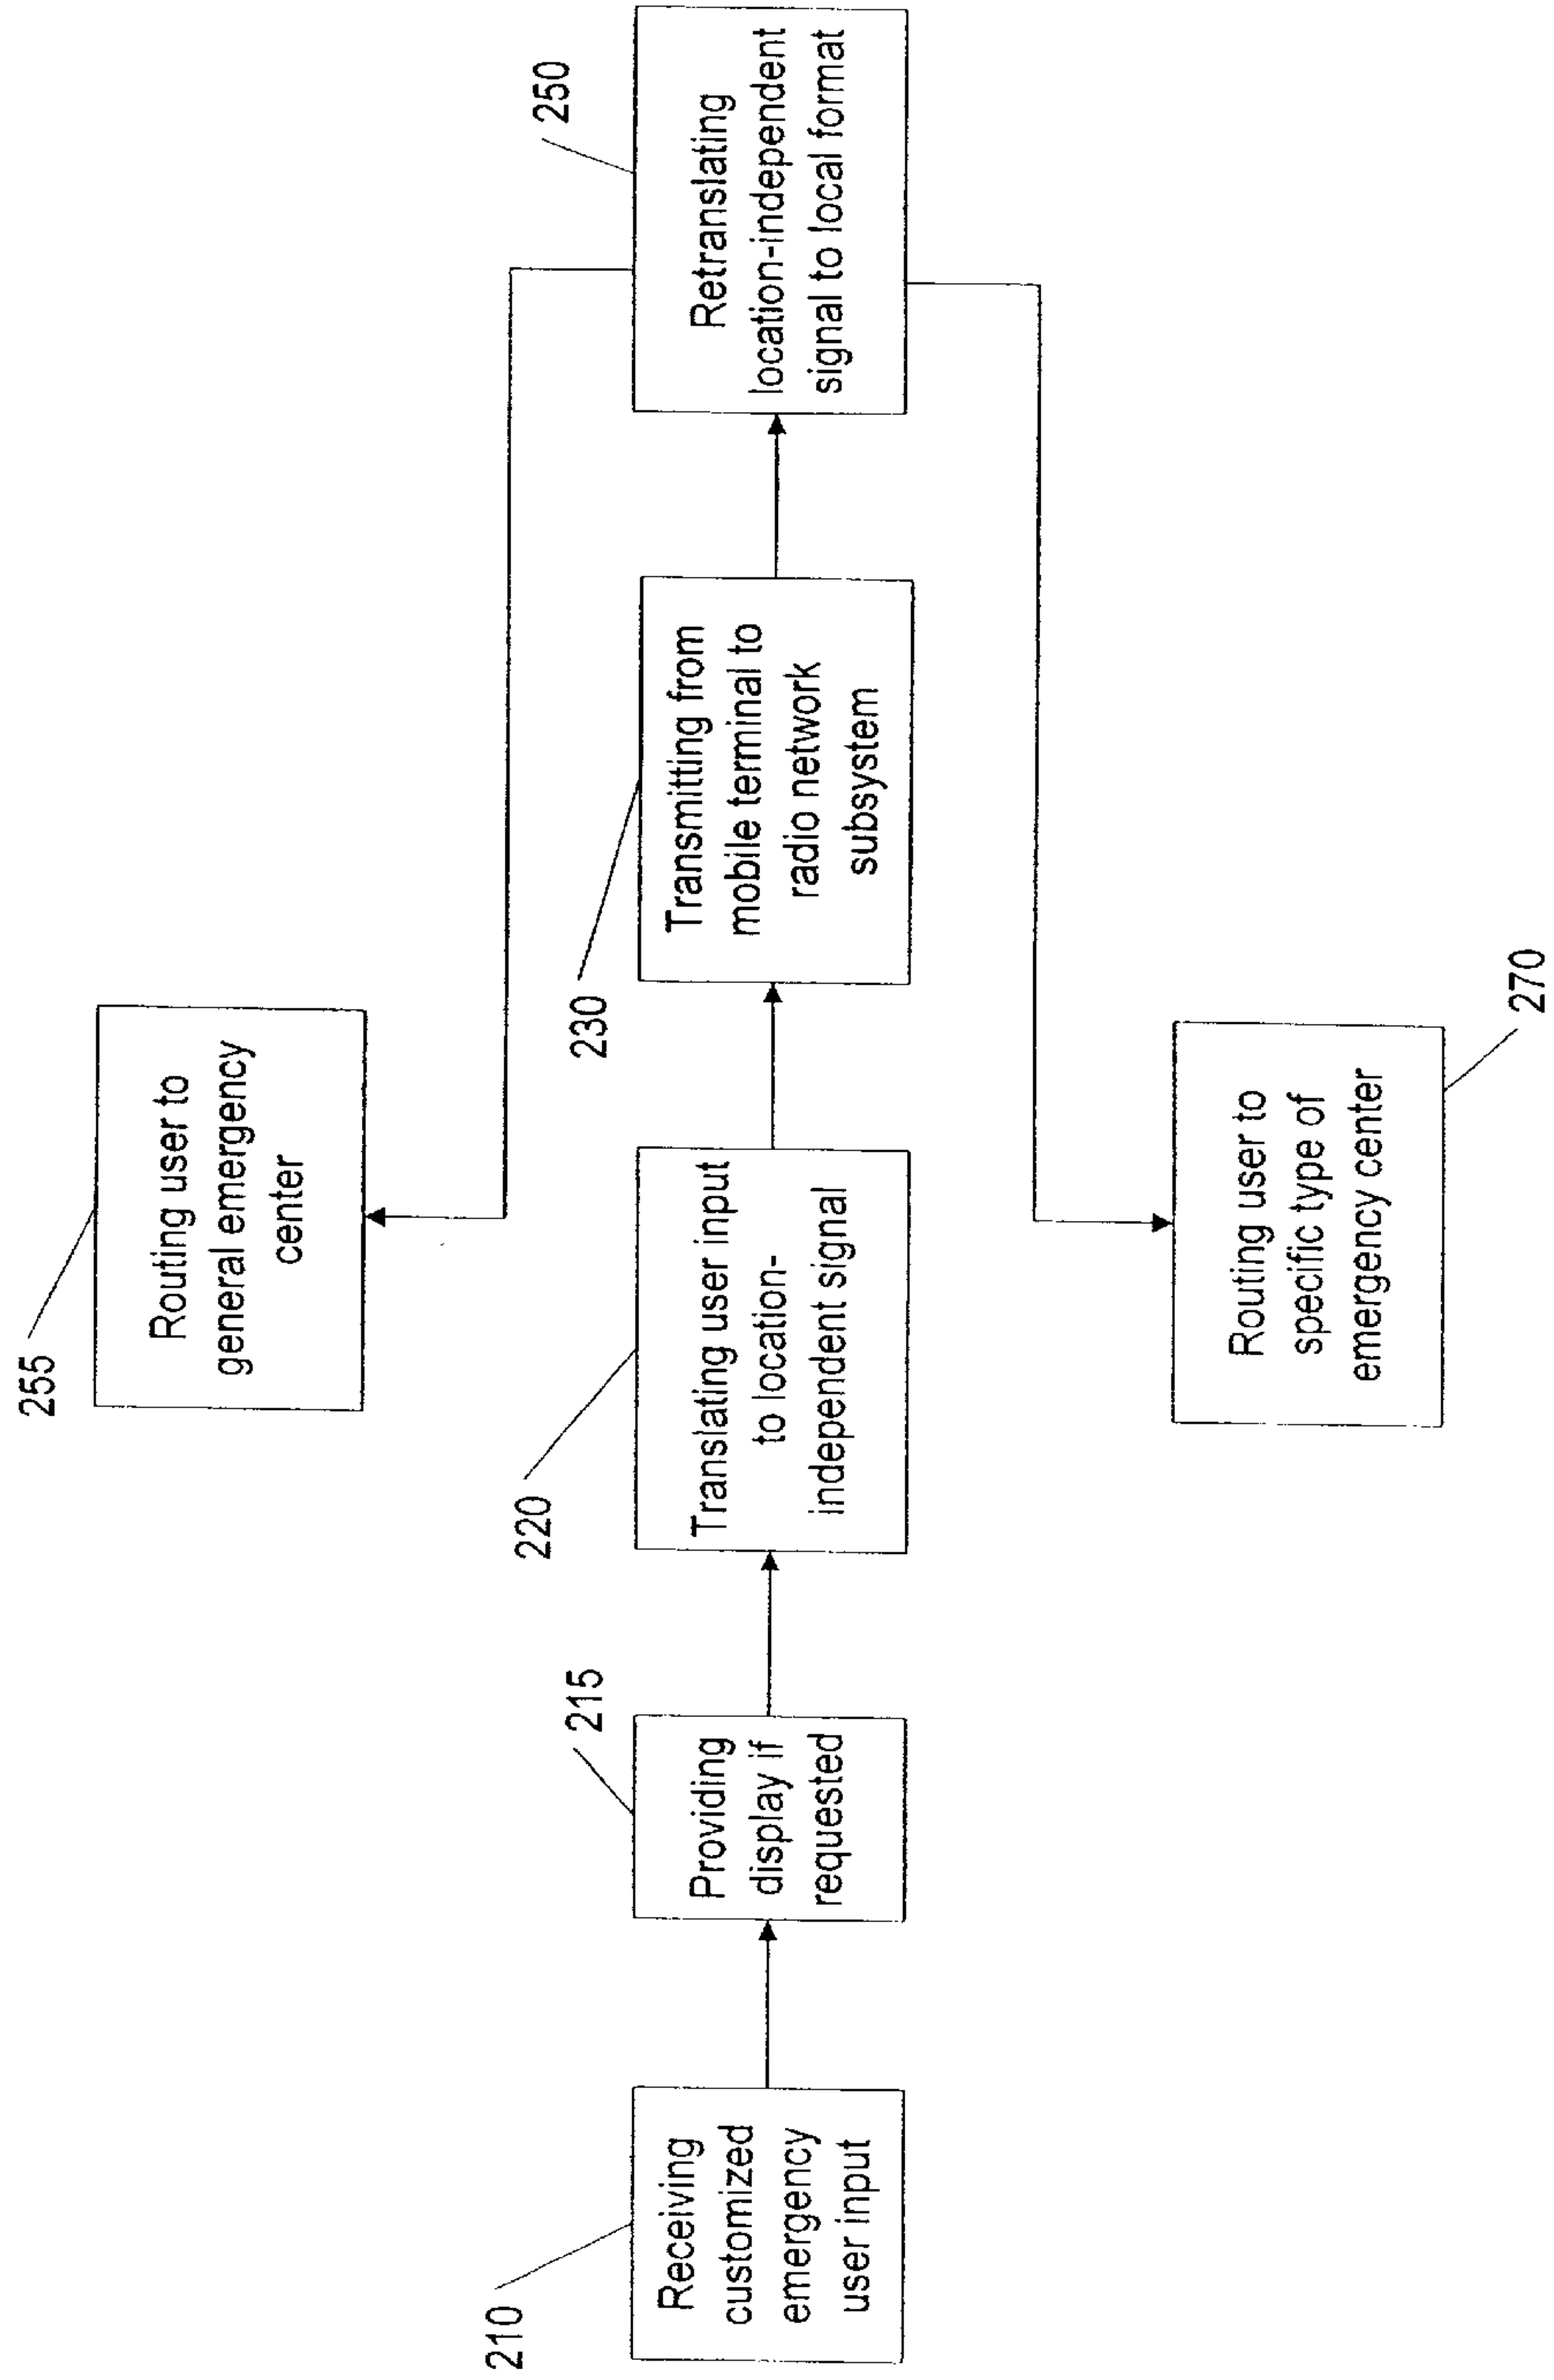 210
Receiving
customized
emergency
user input
215
Providing
display if
requested
220
Translating user input
to location-
independent signal
230
Transmitting from
mobile terminal to
radio network
subsystem
250
Retranslating
location-independent
signal to local format
255
Routing user to
general emergency
center
270
Routing user to
specific type of
emergency center